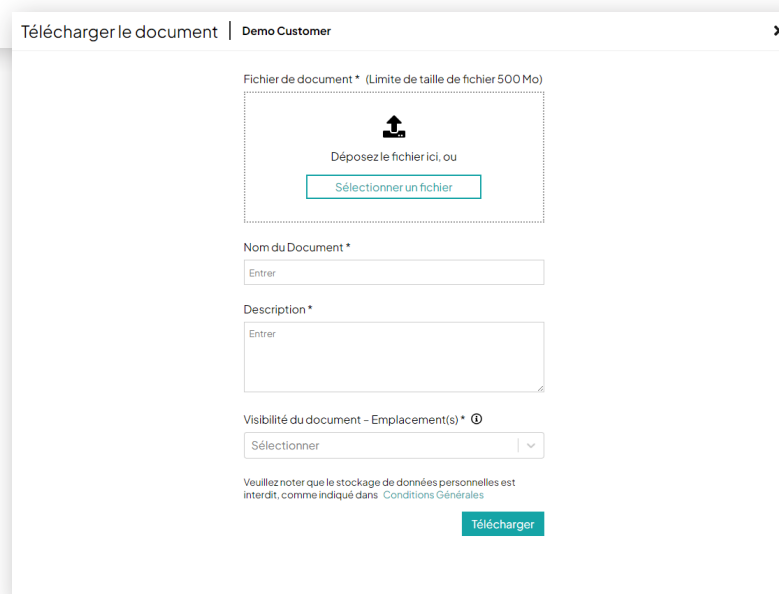 Télécharger le document | Demo Customer
Fichier de document * (Limite de taille de fichier 500 Mo)
Déposez le fichier ici, ou
Sélectionner un fichier
Nom du Document *
Entrer
Description *
Entrer
Visibilité du document – Emplacement(s) *
Sélectionner
Veuillez noter que le stockage de données personnelles est
interdit, comme indiqué dans Conditions Générales
Télécharger